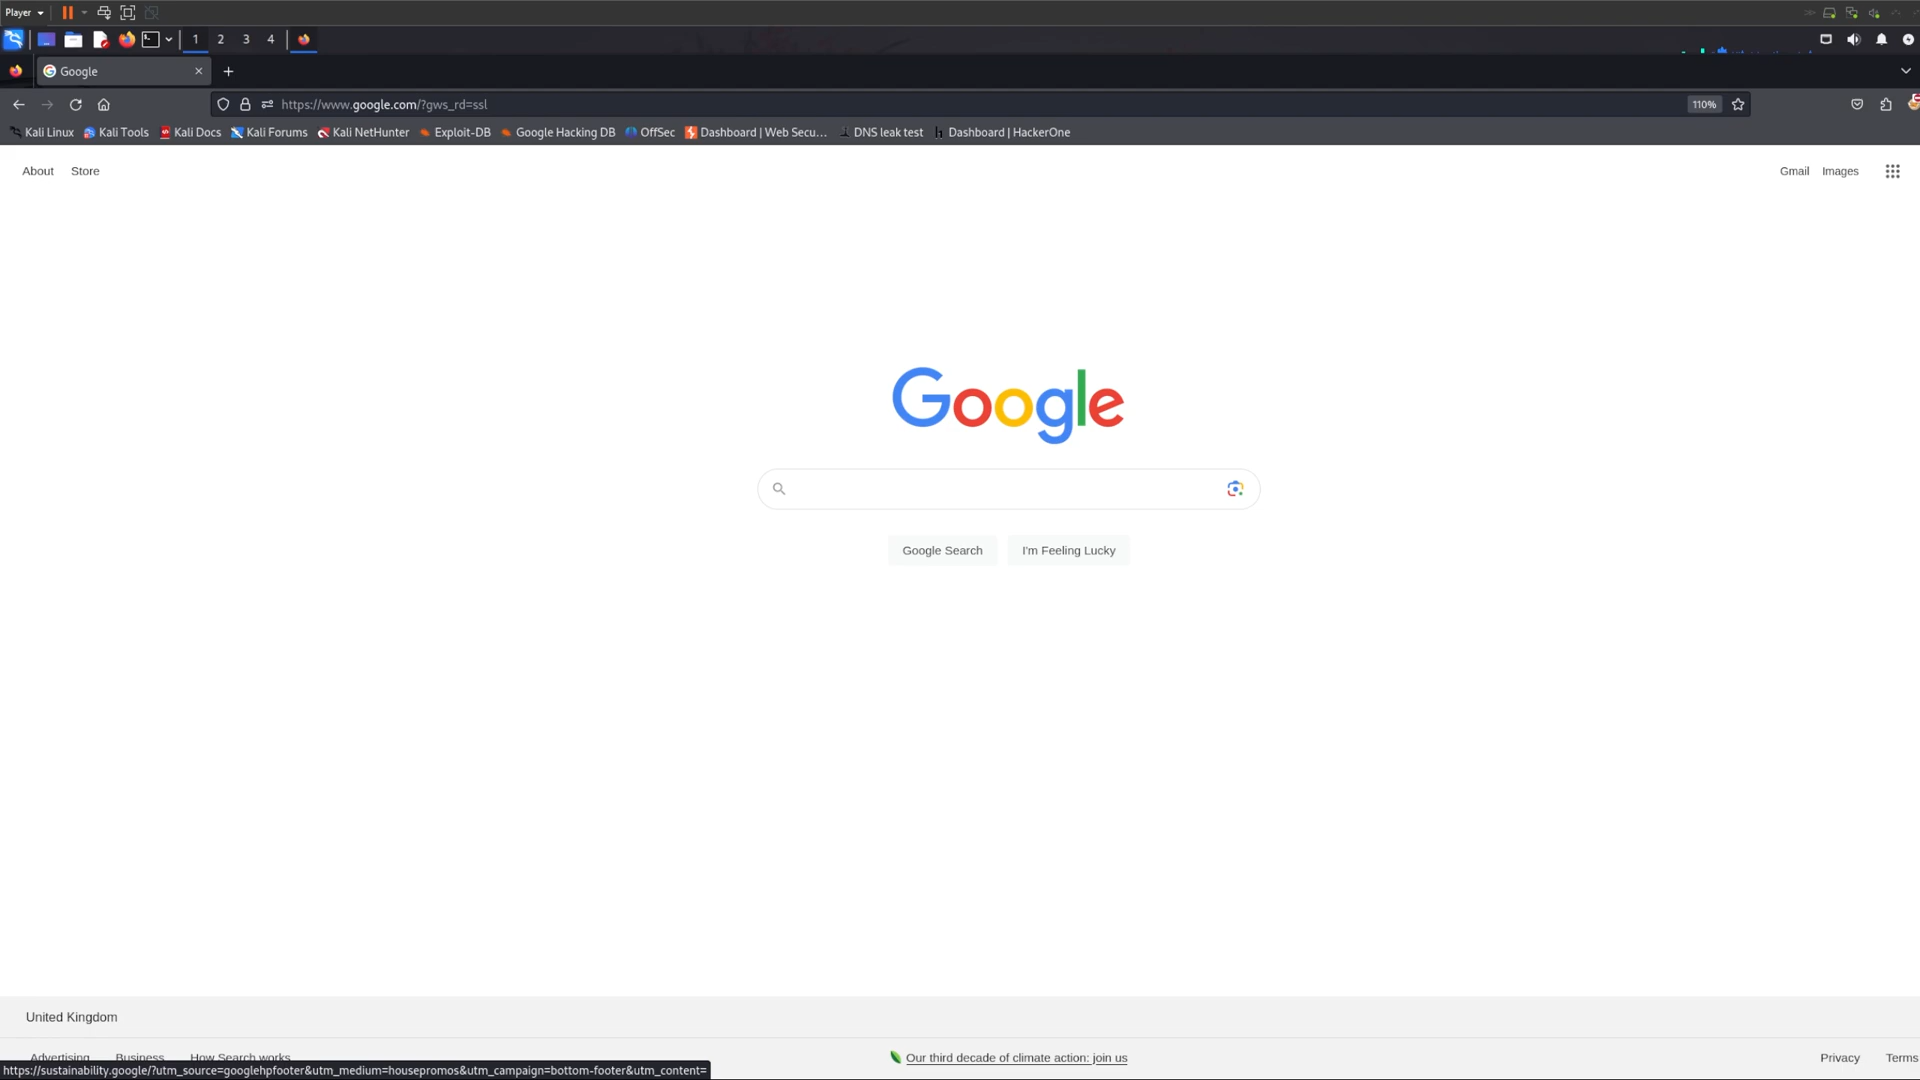 Player
1 2 3 4
Google
https://www.google.com/?gws_rd=ssl 110%
Kali Linux Kali Tools Kali Docs Kali Forums Kali NetHunter Exploit-DB Google Hacking DB OffSec Dashboard | Web Secu... DNS leak test Dashboard | HackerOne
About Store Gmail Images
Google
Google Search I'm Feeling Lucky
United Kingdom
Advertising Business How Search works Our third decade of climate action: join us Privacy Terms
https://sustainability.google/?utm_source=googlehpfooter&utm_medium=housepromos&utm_campaign=bottom-footer&utm_content=